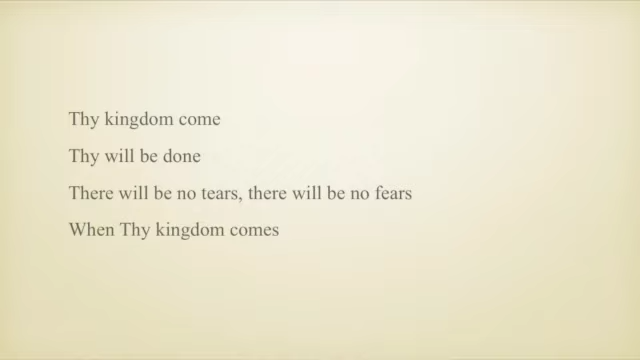 Thy kingdom come
Thy will be done
There will be no tears, there will be no fears
When Thy kingdom comes